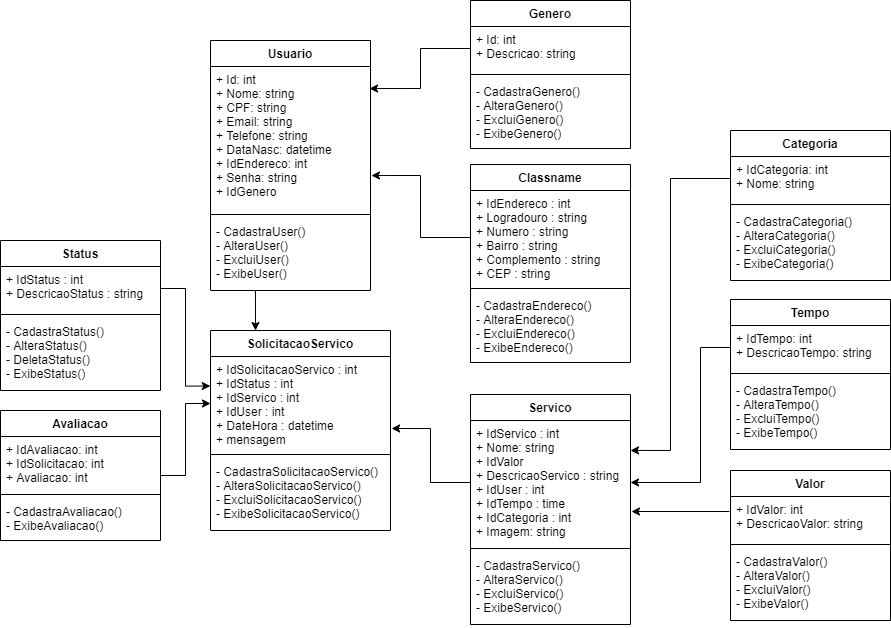 Genero
+ Id: int
+ Descricao: string
- CadastraGenero()
- AlteraGenero()
- ExcluiGenero()
- ExibeGenero()
Usuario
+ Id: int
+ Nome: string
+ CPF: string
+ Email: string
+ Telefone: string
+ DataNasc: datetime
+ IdEndereco: int
+ Senha: string
+ IdGenero
- CadastraUser()
- AlteraUser()
- ExcluiUser()
- ExibeUser()
Classname
+ IdEndereco : int
+ Logradouro : string
+ Numero : string
+ Bairro : string
+ Complemento : string
+ CEP : string
- CadastraEndereco()
- AlteraEndereco()
- ExcluiEndereco()
- ExibeEndereco()
Categoria
+ IdCategoria: int
+ Nome: string
- CadastraCategoria()
- AlteraCategoria()
- ExcluiCategoria()
- ExibeCategoria()
Status
+ IdStatus : int
+ DescricaoStatus : string
- CadastraStatus()
- AlteraStatus()
- DeletaStatus()
- ExibeStatus()
SolicitacaoServico
+ IdSolicitacaoServico : int
+ IdStatus : int
+ IdServico : int
+ IdUser : int
+ DateHora : datetime
+ mensagem
- CadastraSolicitacaoServico()
- AlteraSolicitacaoServico()
- ExcluiSolicitacaoServico()
- ExibeSolicitacaoServico()
Tempo
+ IdTempo: int
+ DescricaoTempo: string
- CadastraTempo()
- AlteraTempo()
- ExcluiTempo()
- ExibeTempo()
Avaliacao
+ IdAvaliacao: int
+ IdSolicitacao: int
+ Avaliacao: int
- CadastraAvaliacao()
- ExibeAvaliacao()
Servico
+ IdServico : int
+ Nome: string
+ IdValor
+ DescricaoServico : string
+ IdUser : int
+ IdTempo : time
+ IdCategoria : int
+ Imagem: string
- CadastraServico()
- AlteraServico()
- ExcluiServico()
- ExibeServico()
Valor
+ IdValor: int
+ DescricaoValor: string
- CadastraValor()
- AlteraValor()
- ExcluiValor()
- ExibeValor()